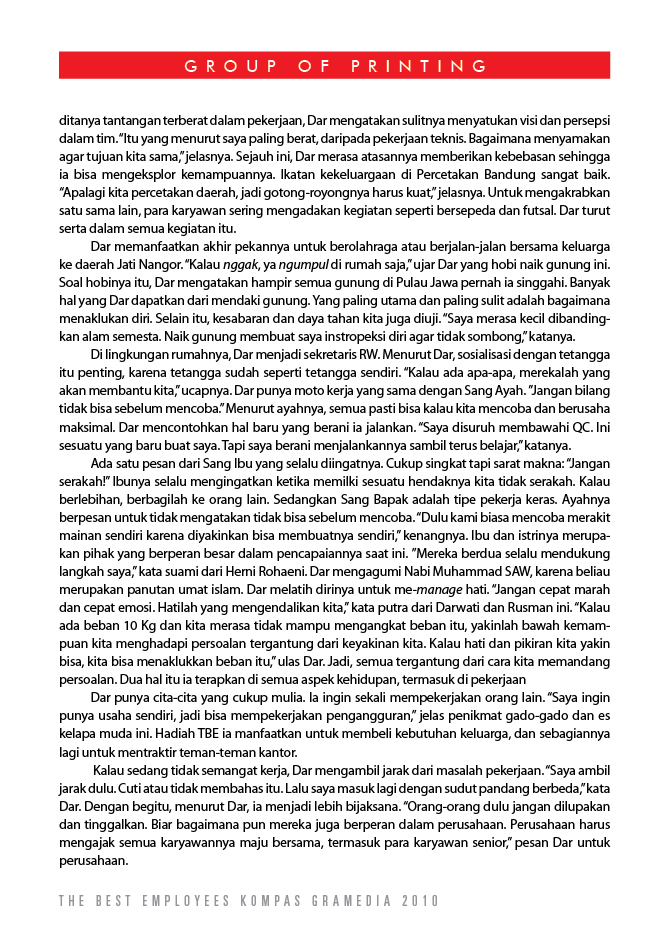 GROUP OF PRINTING
ditanya tantangan terberat dalam pekerjaan, Dar mengatakan sulitnya menyatukan visi dan persepsi
dalam tim. “Itu yang menurut saya paling berat, daripada pekerjaan teknis. Bagaimana menyamakan
agar tujuan kita sama,” jelasnya. Sejauh ini, Dar merasa atasannya memberikan kebebasan sehingga
ia bisa mengeksplor kemampuannya. Ikatan kekeluargaan di Percetakan Bandung sangat baik.
“Apalagi kita percetakan daerah, jadi gotong-royongnya harus kuat,” jelasnya. Untuk mengakrabkan
satu sama lain, para karyawan sering mengadakan kegiatan seperti bersepeda dan futsal. Dar turut
serta dalam semua kegiatan itu.
Dar memanfaatkan akhir pekannya untuk berolahraga atau berjalan-jalan bersama keluarga
ke daerah Jati Nangor. “Kalau nggak, ya ngumpul di rumah saja,” ujar Dar yang hobi naik gunung ini.
Soal hobinya itu, Dar mengatakan hampir semua gunung di Pulau Jawa pernah ia singgahi. Banyak
hal yang Dar dapatkan dari mendaki gunung. Yang paling utama dan paling sulit adalah bagaimana
menaklukan diri. Selain itu, kesabaran dan daya tahan kita juga diuji. “Saya merasa kecil dibanding-
kan alam semesta. Naik gunung membuat saya instropeksi diri agar tidak sombong,” katanya.
Di lingkungan rumahnya, Dar menjadi sekretaris RW. Menurut Dar, sosialisasi dengan tetangga
itu penting, karena tetangga sudah seperti tetangga sendiri. “Kalau ada apa-apa, merekalah yang
akan membantu kita,” ucapnya. Dar punya moto kerja yang sama dengan Sang Ayah. ”Jangan bilang
tidak bisa sebelum mencoba.” Menurut ayahnya, semua pasti bisa kalau kita mencoba dan berusaha
maksimal. Dar mencontohkan hal baru yang berani ia jalankan. “Saya disuruh membawahi QC. Ini
sesuatu yang baru buat saya. Tapi saya berani menjalankannya sambil terus belajar,” katanya.
Ada satu pesan dari Sang Ibu yang selalu diingatnya. Cukup singkat tapi sarat makna: “Jangan
serakah!” Ibunya selalu mengingatkan ketika memilki sesuatu hendaknya kita tidak serakah. Kalau
berlebihan, berbagilah ke orang lain. Sedangkan Sang Bapak adalah tipe pekerja keras. Ayahnya
berpesan untuk tidak mengatakan tidak bisa sebelum mencoba. “Dulu kami biasa mencoba merakit
mainan sendiri karena diyakinkan bisa membuatnya sendiri,” kenangnya. Ibu dan istrinya merupa-
kan pihak yang berperan besar dalam pencapaiannya saat ini. ”Mereka berdua selalu mendukung
langkah saya,” kata suami dari Herni Rohaeni. Dar mengagumi Nabi Muhammad SAW, karena beliau
merupakan panutan umat islam. Dar melatih dirinya untuk me-manage hati. “Jangan cepat marah
dan cepat emosi. Hatilah yang mengendalikan kita,” kata putra dari Darwati dan Rusman ini. “Kalau
ada beban 10 Kg dan kita merasa tidak mampu mengangkat beban itu, yakinlah bawah kemam-
puan kita menghadapi persoalan tergantung dari keyakinan kita. Kalau hati dan pikiran kita yakin
bisa, kita bisa menaklukkan beban itu,” ulas Dar. Jadi, semua tergantung dari cara kita memandang
persoalan. Dua hal itu ia terapkan di semua aspek kehidupan, termasuk di pekerjaan
Dar punya cita-cita yang cukup mulia. Ia ingin sekali mempekerjakan orang lain. “Saya ingin
punya usaha sendiri, jadi bisa mempekerjakan pengangguran,” jelas penikmat gado-gado dan es
kelapa muda ini. Hadiah TBE ia manfaatkan untuk membeli kebutuhan keluarga, dan sebagiannya
lagi untuk mentraktir teman-teman kantor.
Kalau sedang tidak semangat kerja, Dar mengambil jarak dari masalah pekerjaan. “Saya ambil
jarak dulu. Cuti atau tidak membahas itu. Lalu saya masuk lagi dengan sudut pandang berbeda,” kata
Dar. Dengan begitu, menurut Dar, ia menjadi lebih bijaksana. “Orang-orang dulu jangan dilupakan
dan tinggalkan. Biar bagaimana pun mereka juga berperan dalam perusahaan. Perusahaan harus
mengajak semua karyawannya maju bersama, termasuk para karyawan senior,” pesan Dar untuk
perusahaan.
THE BEST EMPLOYEES KOMPAS GRAMEDIA 2010